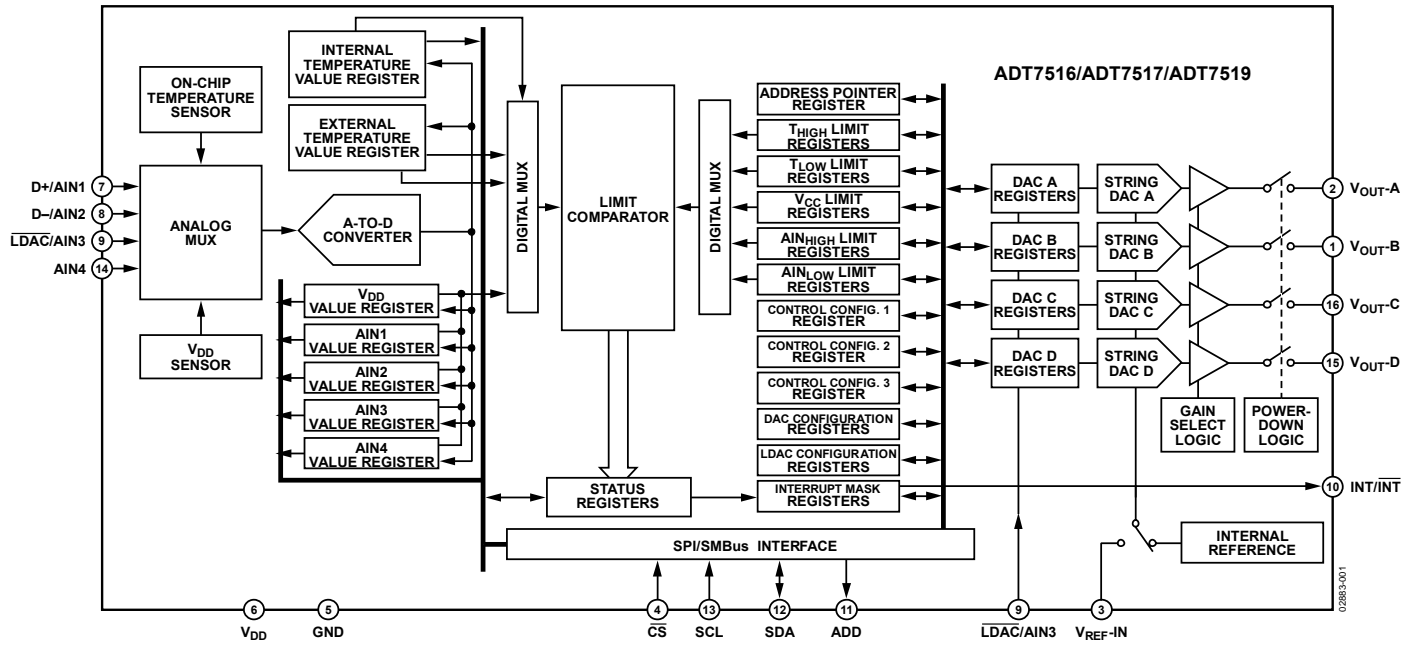 ADT7516/ADT7517/ADT7519
INTERNAL
TEMPERATURE
VALUE REGISTER
ON-CHIP
TEMPERATURE
SENSOR
EXTERNAL
TEMPERATURE
VALUE REGISTER
D+/AIN1
7
D–/AIN2
8
LDAC/AIN3
9
AIN4
14
ANALOG
MUX
A-TO-D
CONVERTER
VDD
SENSOR
VDD
VALUE REGISTER
AIN1
VALUE REGISTER
AIN2
VALUE REGISTER
AIN3
VALUE REGISTER
AIN4
VALUE REGISTER
DIGITAL MUX
LIMIT
COMPARATOR
DIGITAL MUX
STATUS
REGISTERS
ADDRESS POINTER
REGISTER
THIGH LIMIT
REGISTERS
TLOW LIMIT
REGISTERS
VCC LIMIT
REGISTERS
AINHIGH LIMIT
REGISTERS
AINLOW LIMIT
REGISTERS
CONTROL CONFIG. 1
REGISTER
CONTROL CONFIG. 2
REGISTER
CONTROL CONFIG. 3
REGISTER
DAC CONFIGURATION
REGISTERS
LDAC CONFIGURATION
REGISTERS
INTERRUPT MASK
REGISTERS
DAC A
REGISTERS
STRING
DAC A
2
VOUT-A
DAC B
REGISTERS
STRING
DAC B
1
VOUT-B
DAC C
REGISTERS
STRING
DAC C
16
VOUT-C
DAC D
REGISTERS
STRING
DAC D
15
VOUT-D
GAIN
SELECT
LOGIC
POWER-
DOWN
LOGIC
10
INT/INT
INTERNAL
REFERENCE
SPI/SMBus INTERFACE
6
VDD
5
GND
4
CS
13
SCL
12
SDA
11
ADD
9
LDAC/AIN3
3
VREF-IN
02883-001